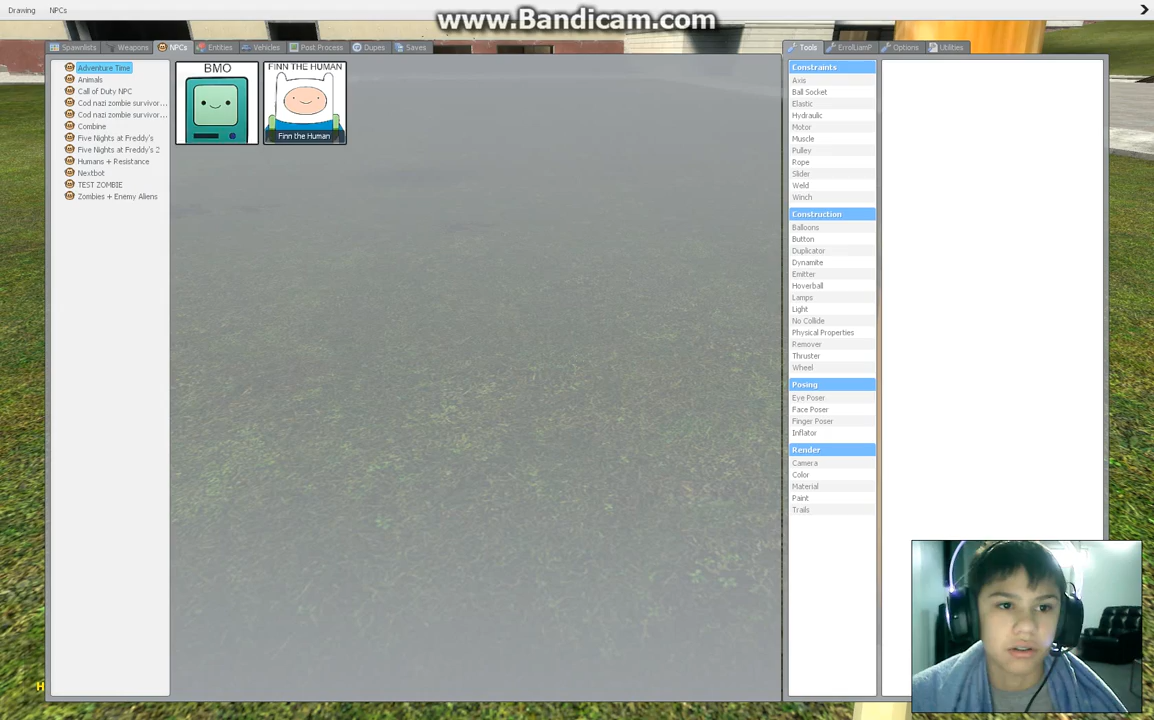 Drawing NPCs
www.Bandicam.com
Spawnlists Weapons NPCs Entities Vehicles Post Process Dupes Saves
Tools ErrolLiamP Options Utilities
Adventure Time
Animals
Call of Duty NPC
Cod nazi zombie survivor...
Cod nazi zombie survivor...
Combine
Five Nights at Freddy's
Five Nights at Freddy's 2
Humans + Resistance
Nextbot
TEST ZOMBIE
Zombies + Enemy Aliens
BMO
FINN THE HUMAN
Finn the Human
Constraints
Axis
Ball Socket
Elastic
Hydraulic
Motor
Muscle
Pulley
Rope
Slider
Weld
Winch
Construction
Balloons
Button
Duplicator
Dynamite
Emitter
Hoverball
Lamps
Light
No Collide
Physical Properties
Remover
Thruster
Wheel
Posing
Eye Poser
Face Poser
Finger Poser
Inflator
Render
Camera
Color
Material
Paint
Trails
H